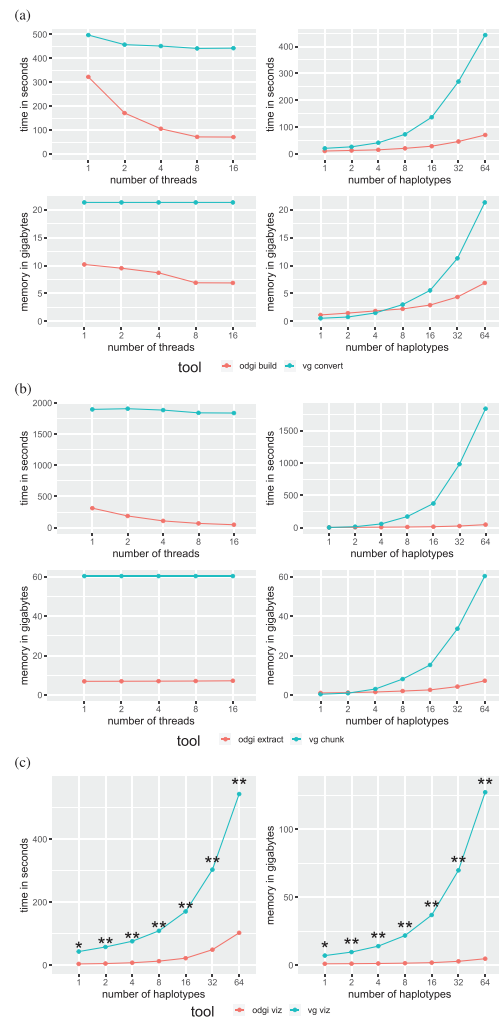 (a)
500
400
300
200
100
0
time in seconds
1 2 4 8 16
number of threads
400
300
200
100
0
time in seconds
1 2 4 8 16 32 64
number of haplotypes
20
15
10
5
0
memory in gigabytes
1 2 4 8 16
number of threads
20
15
10
5
0
memory in gigabytes
1 2 4 8 16 32 64
number of haplotypes
tool odgi build vg convert
(b)
2000
1500
1000
500
0
time in seconds
1 2 4 8 16
number of threads
1500
1000
500
0
time in seconds
1 2 4 8 16 32 64
number of haplotypes
60
40
20
0
memory in gigabytes
1 2 4 8 16
number of threads
60
40
20
0
memory in gigabytes
1 2 4 8 16 32 64
number of haplotypes
tool odgi extract vg chunk
(c)
400
200
0
time in seconds
* ** ** ** ** ** **
1 2 4 8 16 32 64
number of haplotypes
100
50
0
memory in gigabytes
* ** ** ** ** ** **
1 2 4 8 16 32 64
number of haplotypes
tool odgi viz vg viz